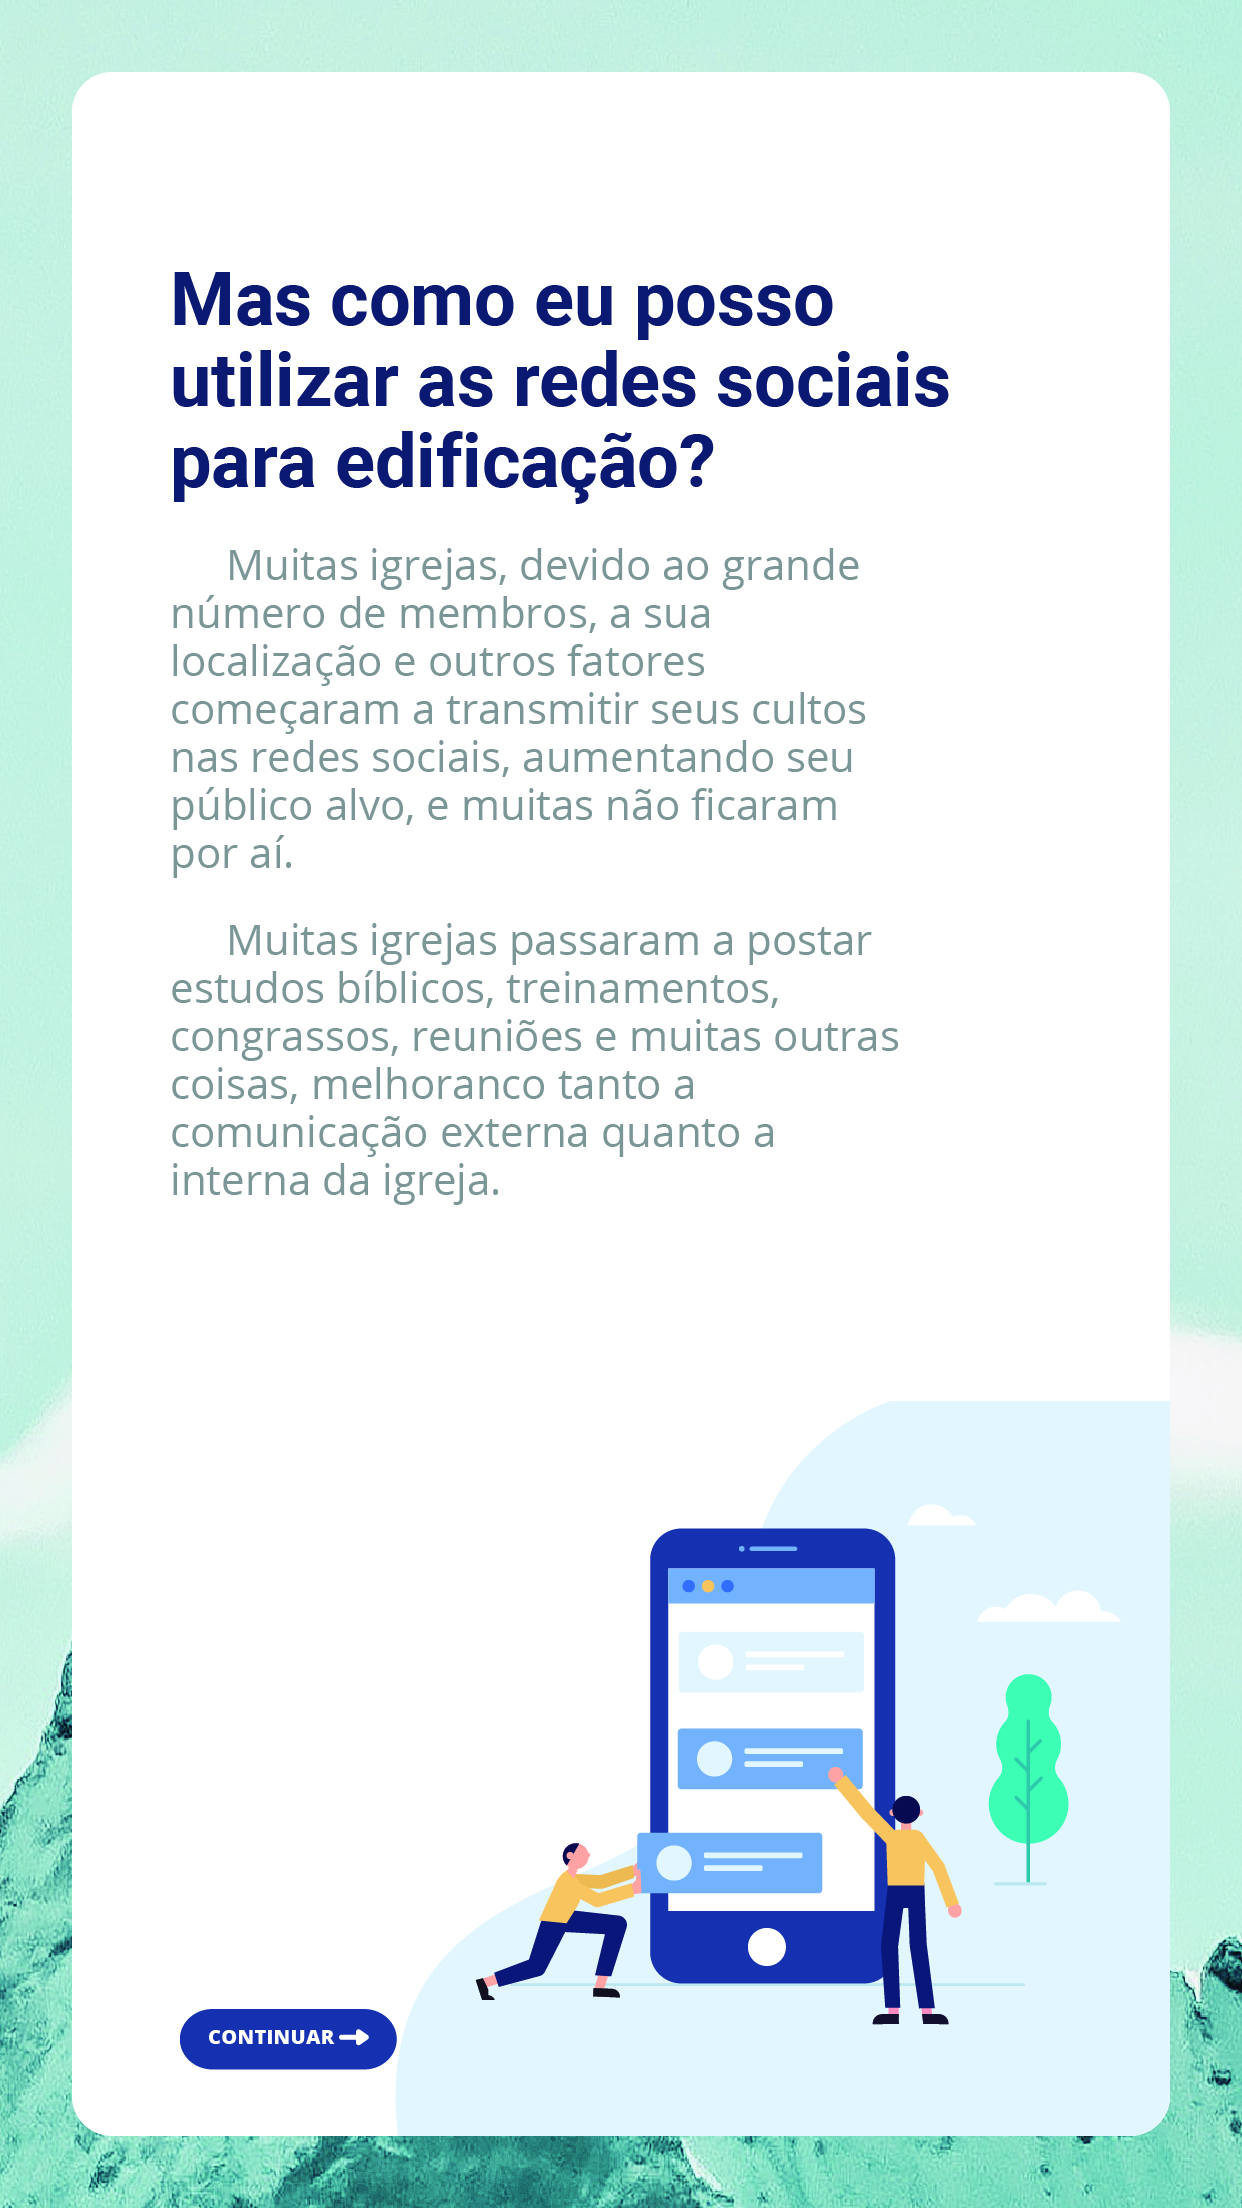 Mas como eu posso
utilizar as redes sociais
para edificação?
Muitas igrejas, devido ao grande
número de membros, a sua
localização e outros fatores
começaram a transmitir seus cultos
nas redes sociais, aumentando seu
público alvo, e muitas não ficaram
por aí.
Muitas igrejas passaram a postar
estudos bíblicos, treinamentos,
congrassos, reuniões e muitas outras
coisas, melhoranco tanto a
comunicação externa quanto a
interna da igreja.
CONTINUAR